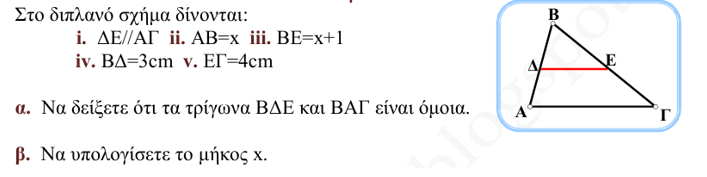 Στο διπλανό σχήμα δίνονται:
i. ΔΕ//ΑΓ ii. ΑΒ=x iii. ΒΕ=x+1
iv. ΒΔ=3cm v. ΕΓ=4cm
α. Να δείξετε ότι τα τρίγωνα ΒΔΕ και ΒΑΓ είναι όμοια.
β. Να υπολογίσετε το μήκος x.
Β
Δ
Ε
Α
Γ
blogspo